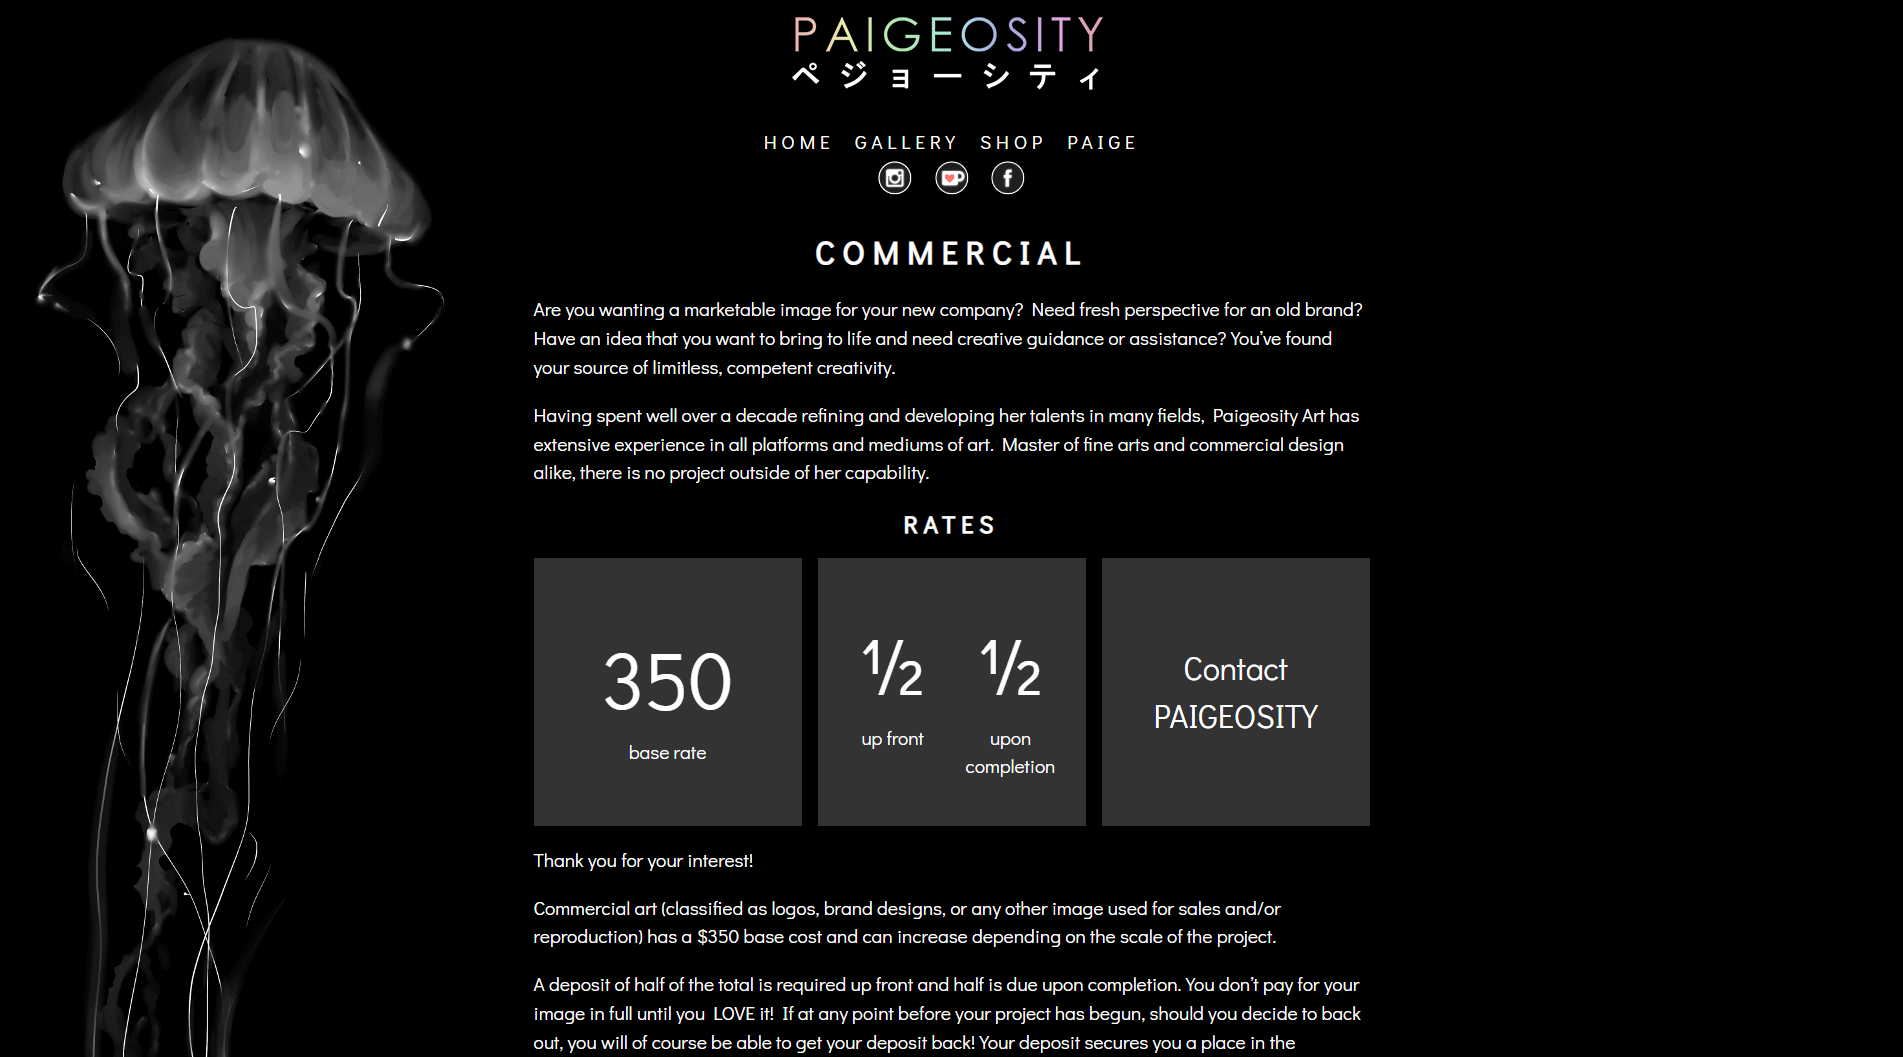 PAIGEOSITY
ペジョーシティ
HOME GALLERY SHOP PAIGE
COMMERCIAL
Are you wanting a marketable image for your new company? Need fresh perspective for an old brand?
Have an idea that you want to bring to life and need creative guidance or assistance? You’ve found
your source of limitless, competent creativity.
Having spent well over a decade refining and developing her talents in many fields, Paigeosity Art has
extensive experience in all platforms and mediums of art. Master of fine arts and commercial design
alike, there is no project outside of her capability.
RATES
350
base rate
½ ½
up front upon
completion
Contact
PAIGEOSITY
Thank you for your interest!
Commercial art (classified as logos, brand designs, or any other image used for sales and/or
reproduction) has a $350 base cost and can increase depending on the scale of the project.
A deposit of half of the total is required up front and half is due upon completion. You don’t pay for your
image in full until you LOVE it! If at any point before your project has begun, should you decide to back
out, you will of course be able to get your deposit back! Your deposit secures you a place in the